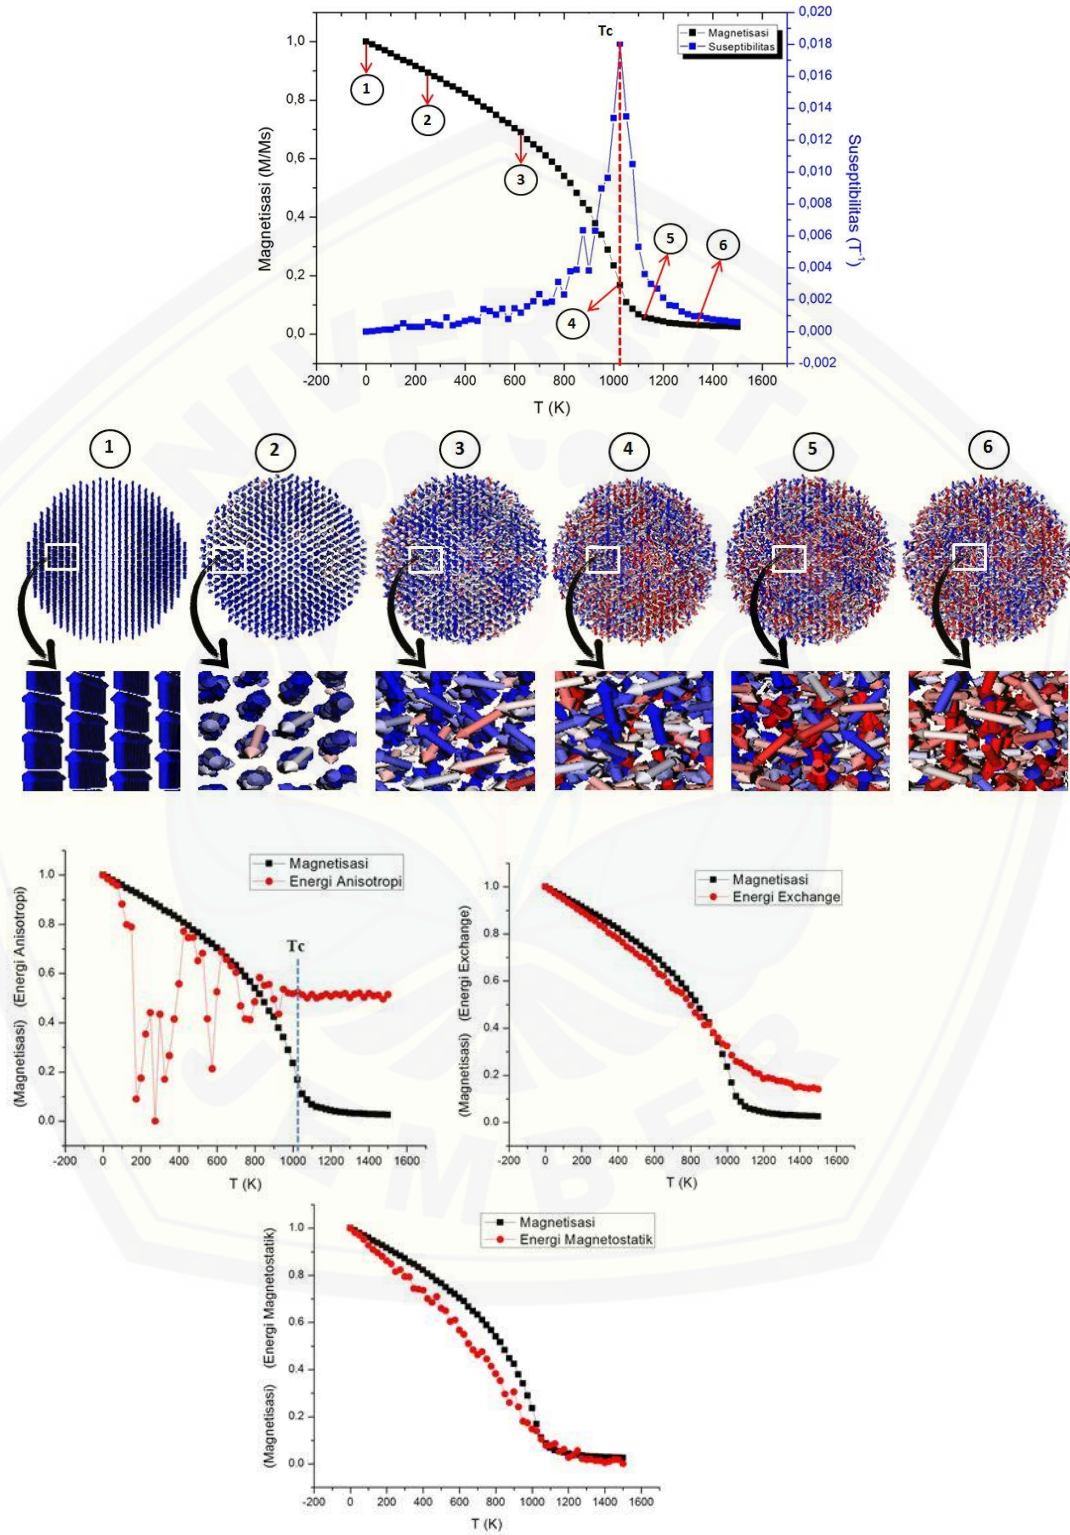 Tc
Magnetisasi
Suseptibilitas
1,0
0,8
0,6
0,4
0,2
0,0
0,020
0,018
0,016
0,014
0,012
0,010
0,008
0,006
0,004
0,002
0,000
-0,002
Magnetisasi (M/Ms)
Suseptibilitas (T⁻¹)
1
2
3
4
5
6
-200 0 200 400 600 800 1000 1200 1400 1600
T (K)
1 2 3 4 5 6
UNIVERSITAS
JEMBER
Magnetisasi
Energi Anisotropi
Tc
1.0
0.8
0.6
0.4
0.2
0.0
(Magnetisasi) (Energi Anisotropi)
-200 0 200 400 600 800 1000 1200 1400 1600
T (K)
Magnetisasi
Energi Exchange
1.0
0.8
0.6
0.4
0.2
0.0
(Magnetisasi) (Energi Exchange)
-200 0 200 400 600 800 1000 1200 1400 1600
T (K)
Magnetisasi
Energi Magnetostatik
1.0
0.8
0.6
0.4
0.2
0.0
(Magnetisasi) (Energi Magnetostatik)
-200 0 200 400 600 800 1000 1200 1400 1600
T (K)